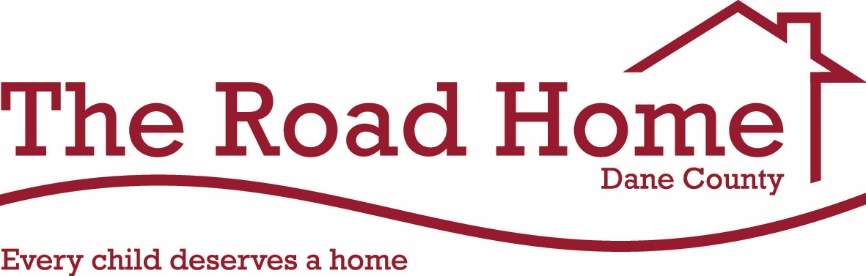 The Road Home
Dane County
Every child deserves a home